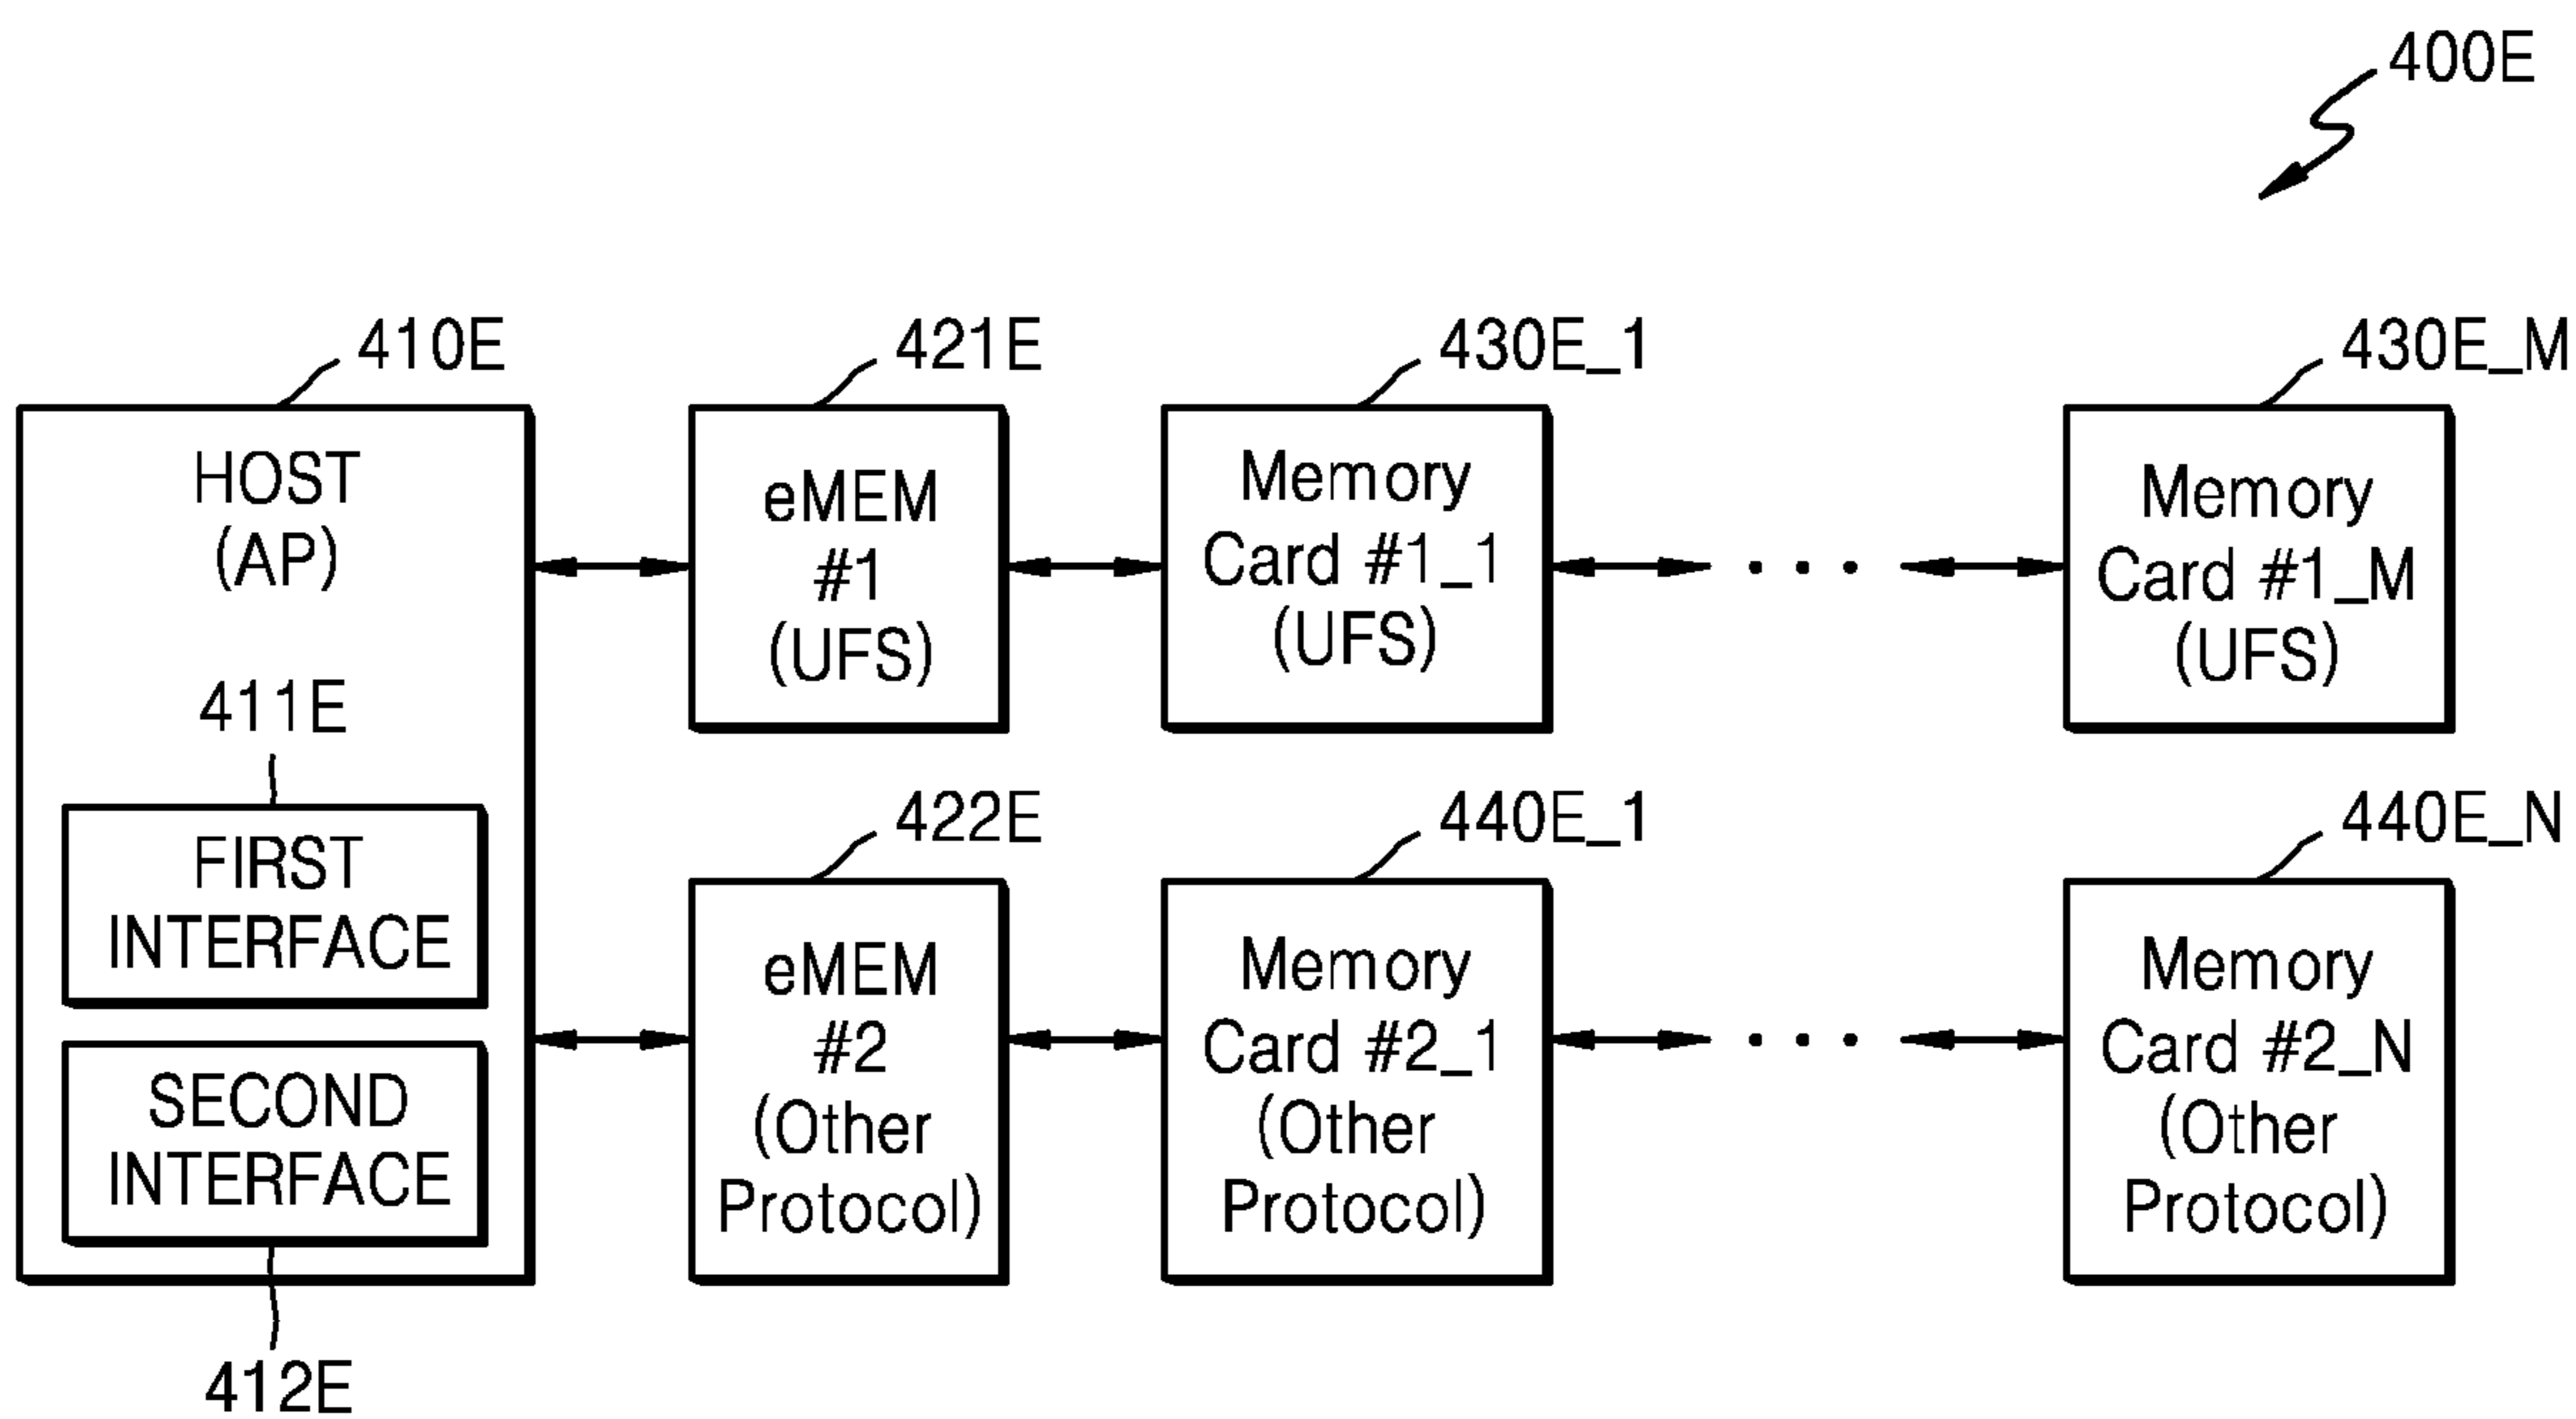 400E
410E
421E
430E_1
430E_M
HOST
(AP)
411E
FIRST
INTERFACE
SECOND
INTERFACE
412E
eMEM
#1
(UFS)
Memory
Card #1_1
(UFS)
. . .
Memory
Card #1_M
(UFS)
422E
440E_1
440E_N
eMEM
#2
(Other
Protocol)
Memory
Card #2_1
(Other
Protocol)
. . .
Memory
Card #2_N
(Other
Protocol)